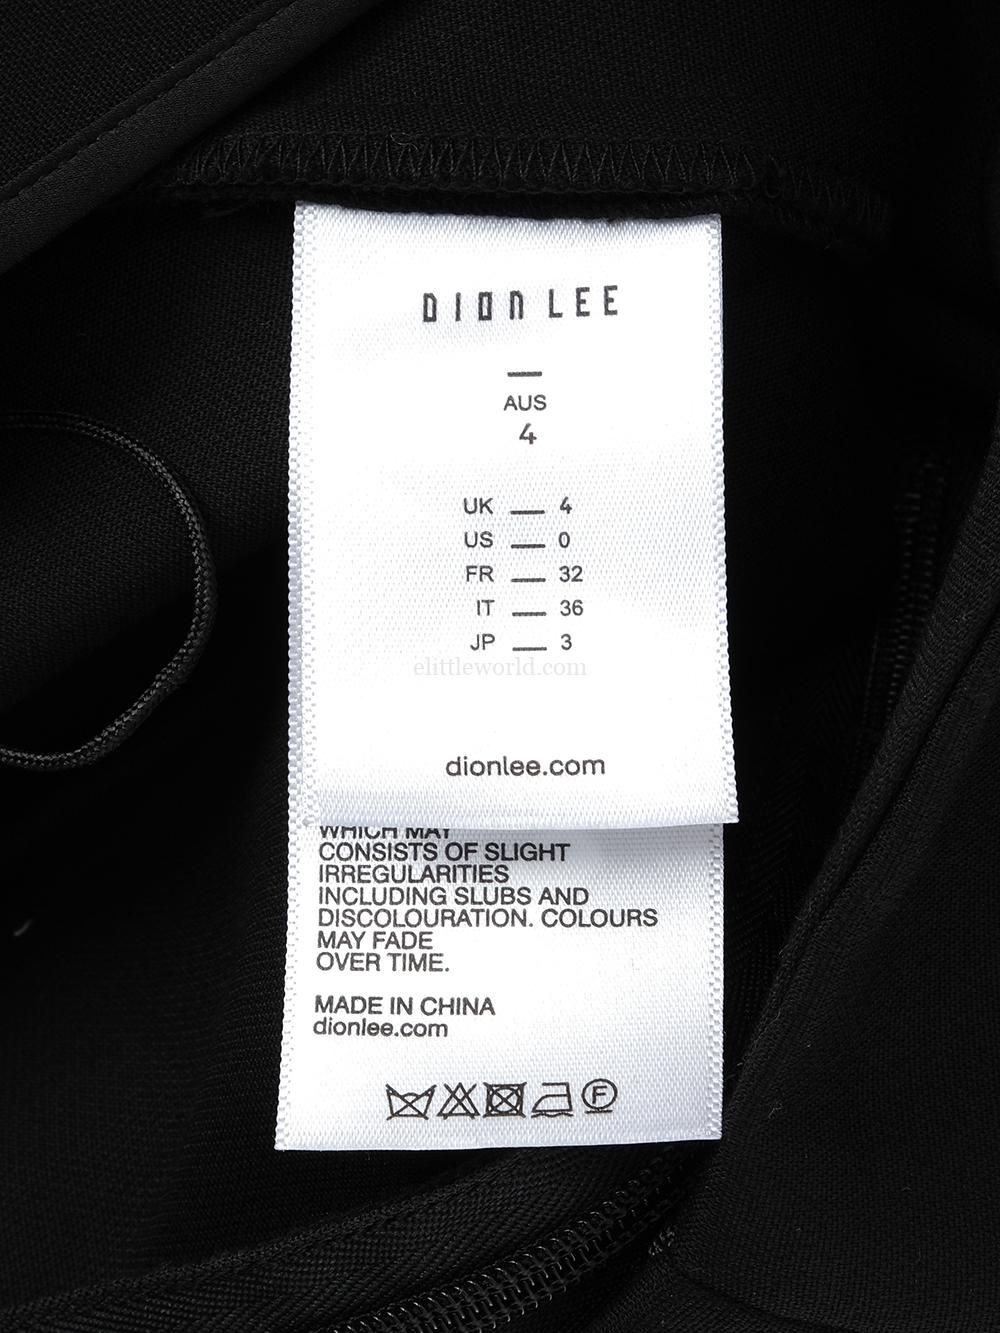 DION LEE
—
AUS
4
UK — 4
US — 0
FR — 32
IT — 36
JP — 3
elittleworld.com
dionlee.com
WHICH MAY
CONSISTS OF SLIGHT
IRREGULARITIES
INCLUDING SLUBS AND
DISCOLOURATION. COLOURS
MAY FADE
OVER TIME.
MADE IN CHINA
dionlee.com
F